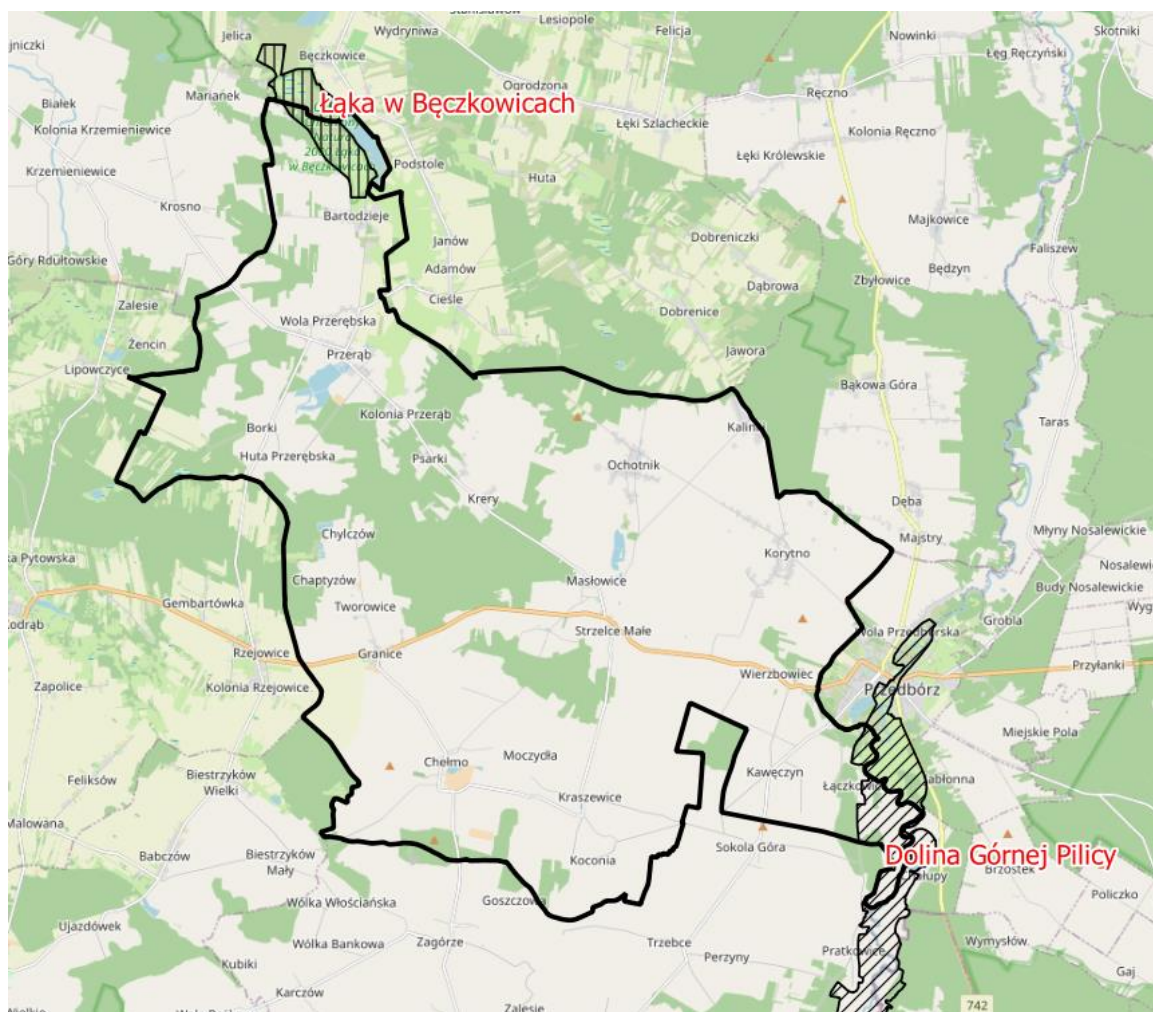 Jelica
Bęczkowice
Wydryniwa
Lesiopole
Felicja
Nowinki
Łęg Ręczyński
Skotniki
Białek
Marianek
Łąka w Bęczkowicach
Ogrodzona
Ręczno
Kolonia Krzemieniewice
Łęki Szlacheckie
Kolonia Ręczno
Krzemieniewice
w Bęczkowicach
Podstole
Huta
Łęki Królewskie
Krosno
Bartodzieje
Majkowice
Góry Rdułtowskie
Janów
Dobreniczki
Faliszew
Adamów
Będzyn
Zalesie
Cieśle
Dąbrowa
Zbyłowice
Wola Przerębska
Dobrenice
Żencin
Przerąb
Jawora
Lipowczyce
Bąkowa Góra
Kolonia Przerąb
Taras
Borki
Huta Przerębska
Psarki
Ochotnik
Krery
Dęba
Chylczów
Majstry
Młyny Nosalewickie
Korytno
Chaptyzów
Masłowice
Budy Nosalewickie
Gembartówka
Tworowice
Grobla
Strzelce Małe
Wola Przedborska
Rzejowice
Granice
Przyłanki
Zapolice
Kolonia Rzejowice
Wierzbowiec
Przedbórz
Miejskie Pola
Moczydła
Chełmo
Feliksów
Biestrzyków
Wielki
Kawęczyn
Kraszewice
Sokola Góra
Babczów
Biestrzyków
Mały
Koconia
Dolina Górnej Pilicy
Brzostek
Wólka Włościańska
Policzko
Ujazdówek
Wólka Bankowa
Zagórze
Trzebce
Perzyny
Wymysłów
Kubiki
Gaj
Karczów
Zalesie
742